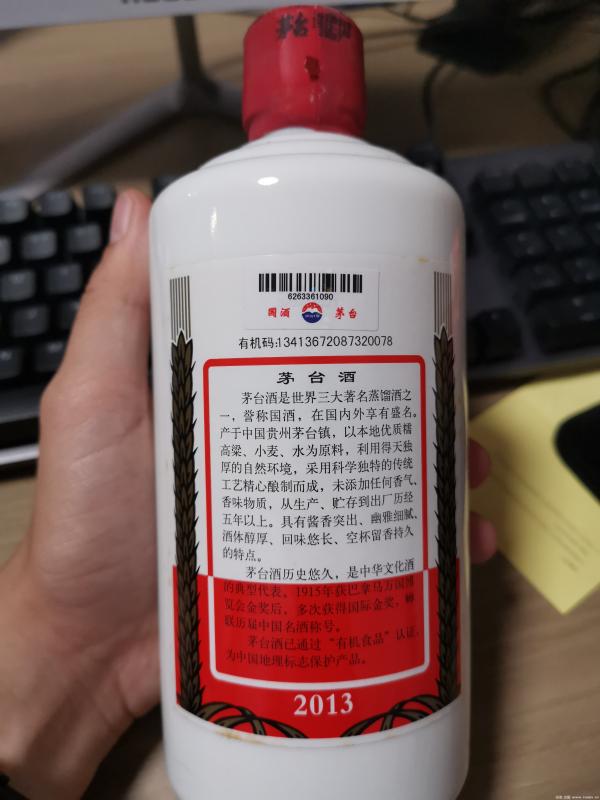 茅台
6263361090
国酒 茅台
有机码:13413672087320078
茅台酒
茅台酒是世界三大著名蒸馏酒之
一，誉称国酒，在国内外享有盛名。
产于中国贵州茅台镇，以本地优质糯
高粱、小麦、水为原料，利用得天独
厚的自然环境，采用科学独特的传统
工艺精心酿制而成，未添加任何香气、
香味物质，从生产、贮存到出厂历经
五年以上。具有酱香突出、幽雅细腻、
酒体醇厚、回味悠长、空杯留香持久
的特点。
茅台酒历史悠久，是中华文化酒
的典型代表。1915年获巴拿马万国博
览会金奖后，多次获得国际金奖，蝉
联历届中国名酒称号。
茅台酒已通过“有机食品”认证，
为中国地理标志保护产品。
2013